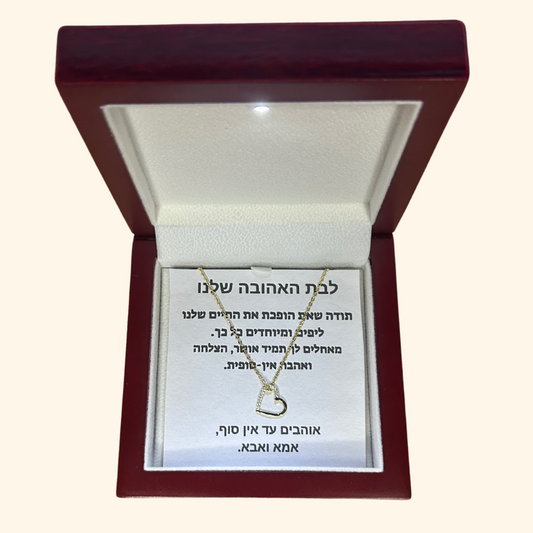 לבת האהובה שלנו
תודה שאת הופכת את החיים שלנו
ליפים ומיוחדים כל כך.
מאחלים לך תמיד אושר, הצלחה
ואהבה אין-סופית.
אוהבים עד אין סוף,
אמא ואבא.